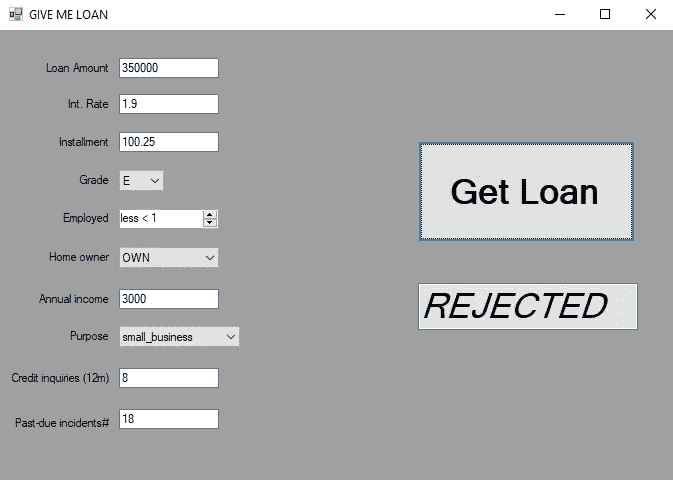 GIVE ME LOAN
Loan Amount 350000
Int. Rate 1.9
Installment 100.25
Grade E
Employed less < 1
Home owner OWN
Annual income 3000
Purpose small_business
Credit inquiries (12m) 8
Past-due incidents# 18
Get Loan
REJECTED